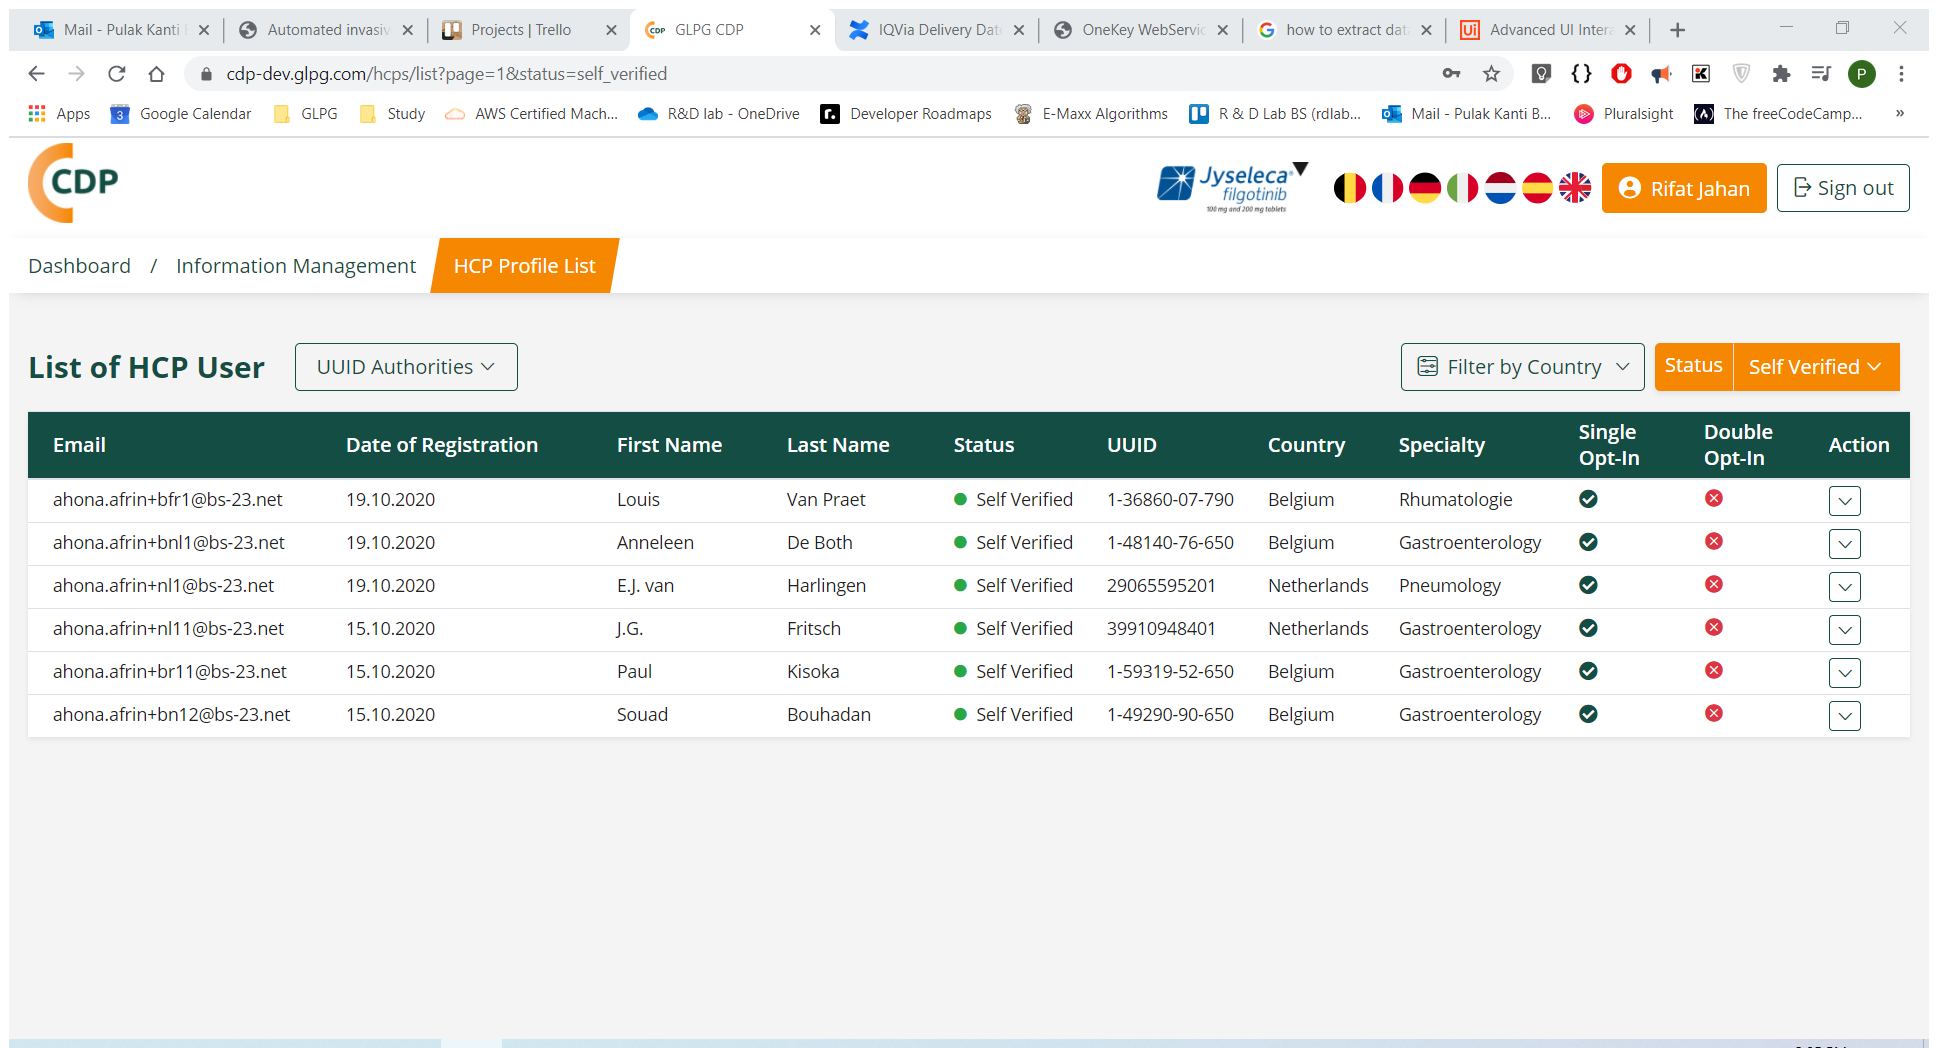 Mail - Pulak Kanti Automated invasiv Projects | Trello GLPG CDP IQVia Delivery Dat OneKey WebServic how to extract dat Ui Advanced UI Intera
cdp-dev.glpg.com/hcps/list?page=1&status=self_verified P
Apps 3 Google Calendar GLPG Study AWS Certified Mach... R&D lab - OneDrive r. Developer Roadmaps E-Maxx Algorithms R & D Lab BS (rdlab... Mail - Pulak Kanti B... Pluralsight The freeCodeCamp... »
CDP
Jyseleca
filgotinib
100 mg and 200 mg tablets
Rifat Jahan Sign out
Dashboard / Information Management HCP Profile List
List of HCP User UUID Authorities Filter by Country Status Self Verified
Email Date of Registration First Name Last Name Status UUID Country Specialty Single Opt-In Double Opt-In Action
ahona.afrin+bfr1@bs-23.net 19.10.2020 Louis Van Praet Self Verified 1-36860-07-790 Belgium Rhumatologie
ahona.afrin+bnl1@bs-23.net 19.10.2020 Anneleen De Both Self Verified 1-48140-76-650 Belgium Gastroenterology
ahona.afrin+nl1@bs-23.net 19.10.2020 E.J. van Harlingen Self Verified 29065595201 Netherlands Pneumology
ahona.afrin+nl11@bs-23.net 15.10.2020 J.G. Fritsch Self Verified 39910948401 Netherlands Gastroenterology
ahona.afrin+br11@bs-23.net 15.10.2020 Paul Kisoka Self Verified 1-59319-52-650 Belgium Gastroenterology
ahona.afrin+bn12@bs-23.net 15.10.2020 Souad Bouhadan Self Verified 1-49290-90-650 Belgium Gastroenterology